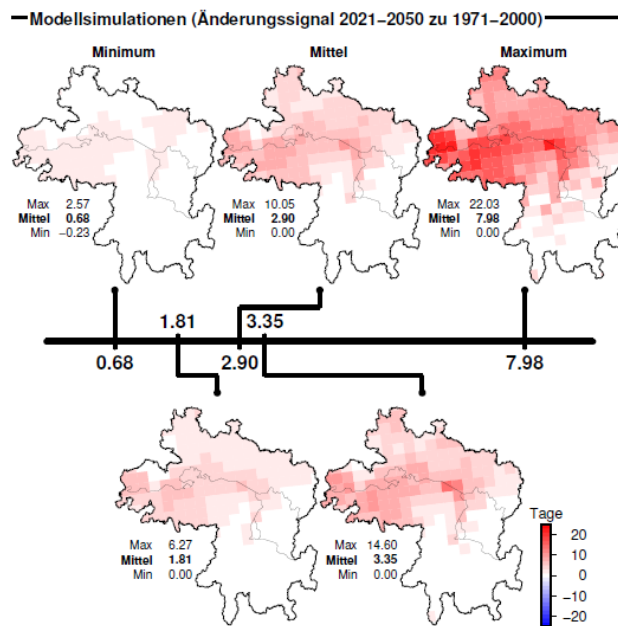 Modellsimulationen (Änderungssignal 2021−2050 zu 1971−2000)
Minimum
Mittel
Maximum
Max 2.57
Mittel 0.68
Min −0.23
Max 10.05
Mittel 2.90
Min 0.00
Max 22.03
Mittel 7.98
Min 0.00
1.81
3.35
0.68
2.90
7.98
Max 6.27
Mittel 1.81
Min 0.00
Max 14.60
Mittel 3.35
Min 0.00
Tage
20
10
0
−10
−20